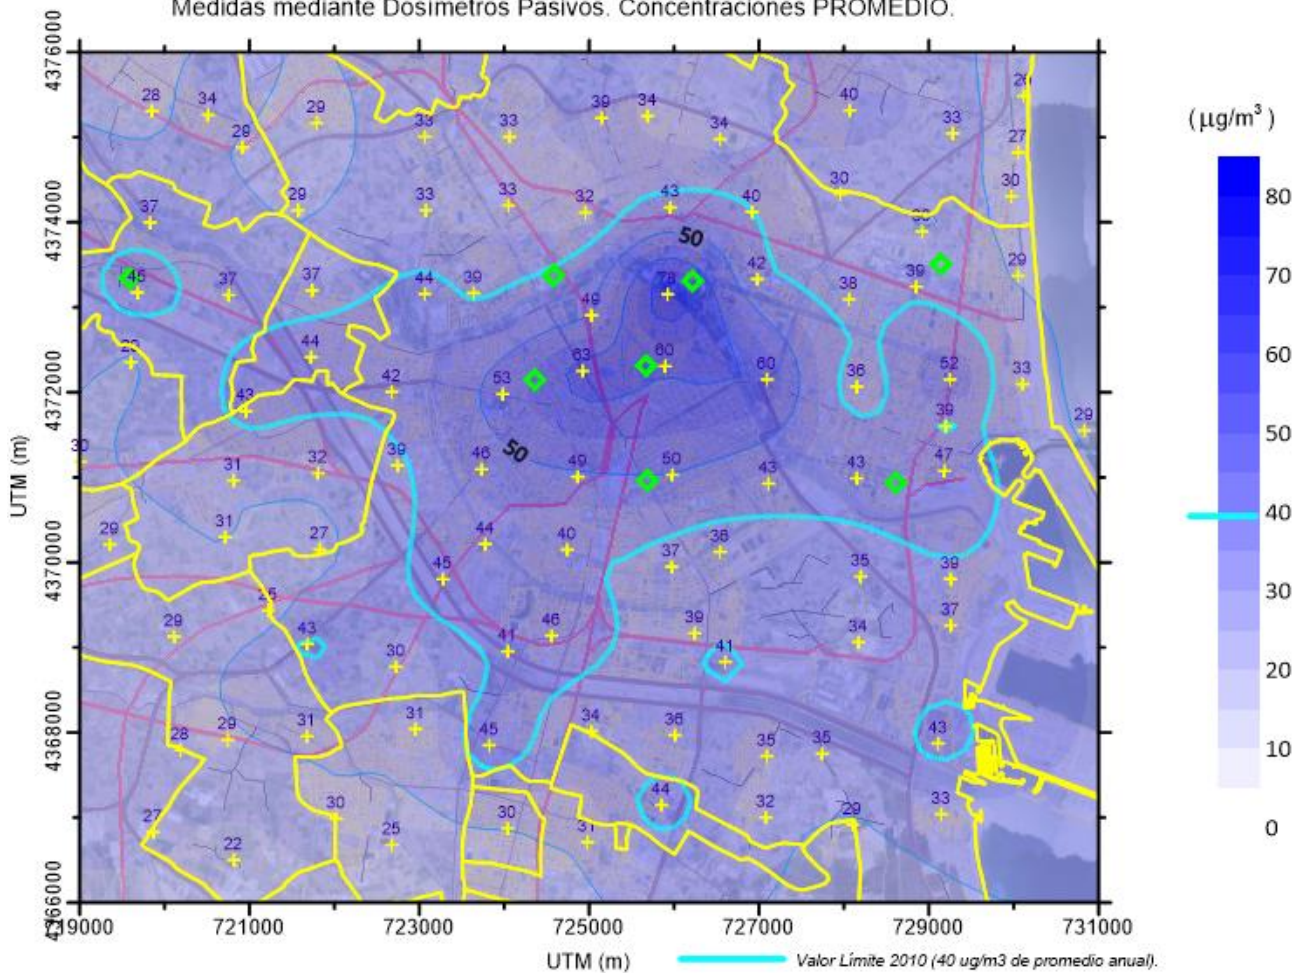 Medidas mediante Dosímetros Pasivos. Concentraciones PROMEDIO.
4376000
28 34 29 29 33 33 39 34 34 40 33 26 27
4374000
37 29 33 33 32 43 40 30 30
50
46 37 37 44 39 49 78 42 38 39 29
4372000
44 42 53 63 60 60 36 52 33
43 39 29
30 31 32 39 46 50 49 50 43 43 47
29 31 27 44 40 37 38 35 39
4370000
25 45
29 43 30 41 46 39 41 34 37
4368000
28 29 31 31 45 34 36 35 35 43
27 22 30 25 30 31 44 32 29 33
4366000
719000 721000 723000 725000 727000 729000 731000
UTM (m)
UTM (m)
Valor Límite 2010 (40 ug/m3 de promedio anual).
(µg/m³ )
80
70
60
50
40
30
20
10
0